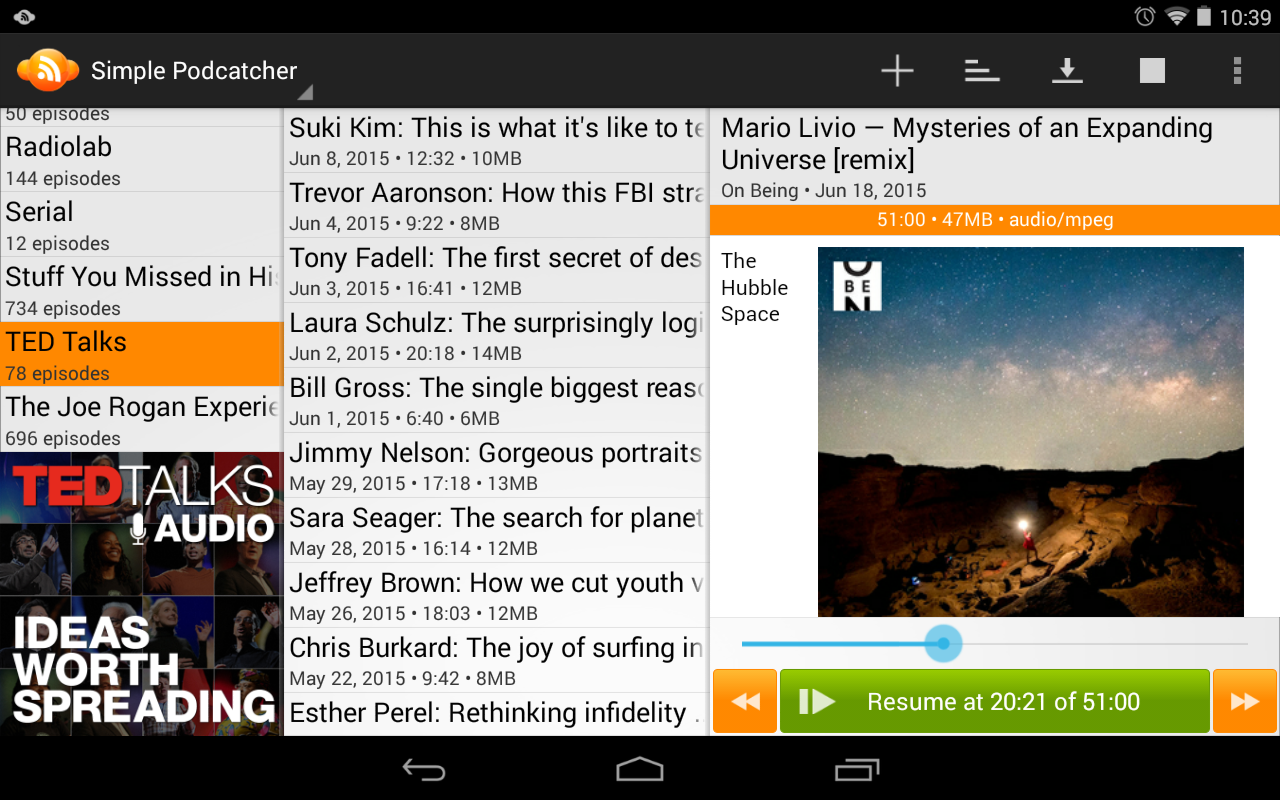 10:39
Simple Podcatcher
50 episodes
Radiolab
144 episodes
Serial
12 episodes
Stuff You Missed in Hi
734 episodes
TED Talks
78 episodes
The Joe Rogan Experie
696 episodes
TEDTALKS
AUDIO
IDEAS
WORTH
SPREADING
Suki Kim: This is what it's like to te
Jun 8, 2015 • 12:32 • 10MB
Trevor Aaronson: How this FBI stra
Jun 4, 2015 • 9:22 • 8MB
Tony Fadell: The first secret of des
Jun 3, 2015 • 16:41 • 12MB
Laura Schulz: The surprisingly logi
Jun 2, 2015 • 20:18 • 14MB
Bill Gross: The single biggest reaso
Jun 1, 2015 • 6:40 • 6MB
Jimmy Nelson: Gorgeous portraits
May 29, 2015 • 17:18 • 13MB
Sara Seager: The search for planet
May 28, 2015 • 16:14 • 12MB
Jeffrey Brown: How we cut youth v
May 26, 2015 • 18:03 • 12MB
Chris Burkard: The joy of surfing in
May 22, 2015 • 9:42 • 8MB
Esther Perel: Rethinking infidelity ..
Mario Livio — Mysteries of an Expanding
Universe [remix]
On Being • Jun 18, 2015
51:00 • 47MB • audio/mpeg
The
Hubble
Space
O
BE
N
Resume at 20:21 of 51:00